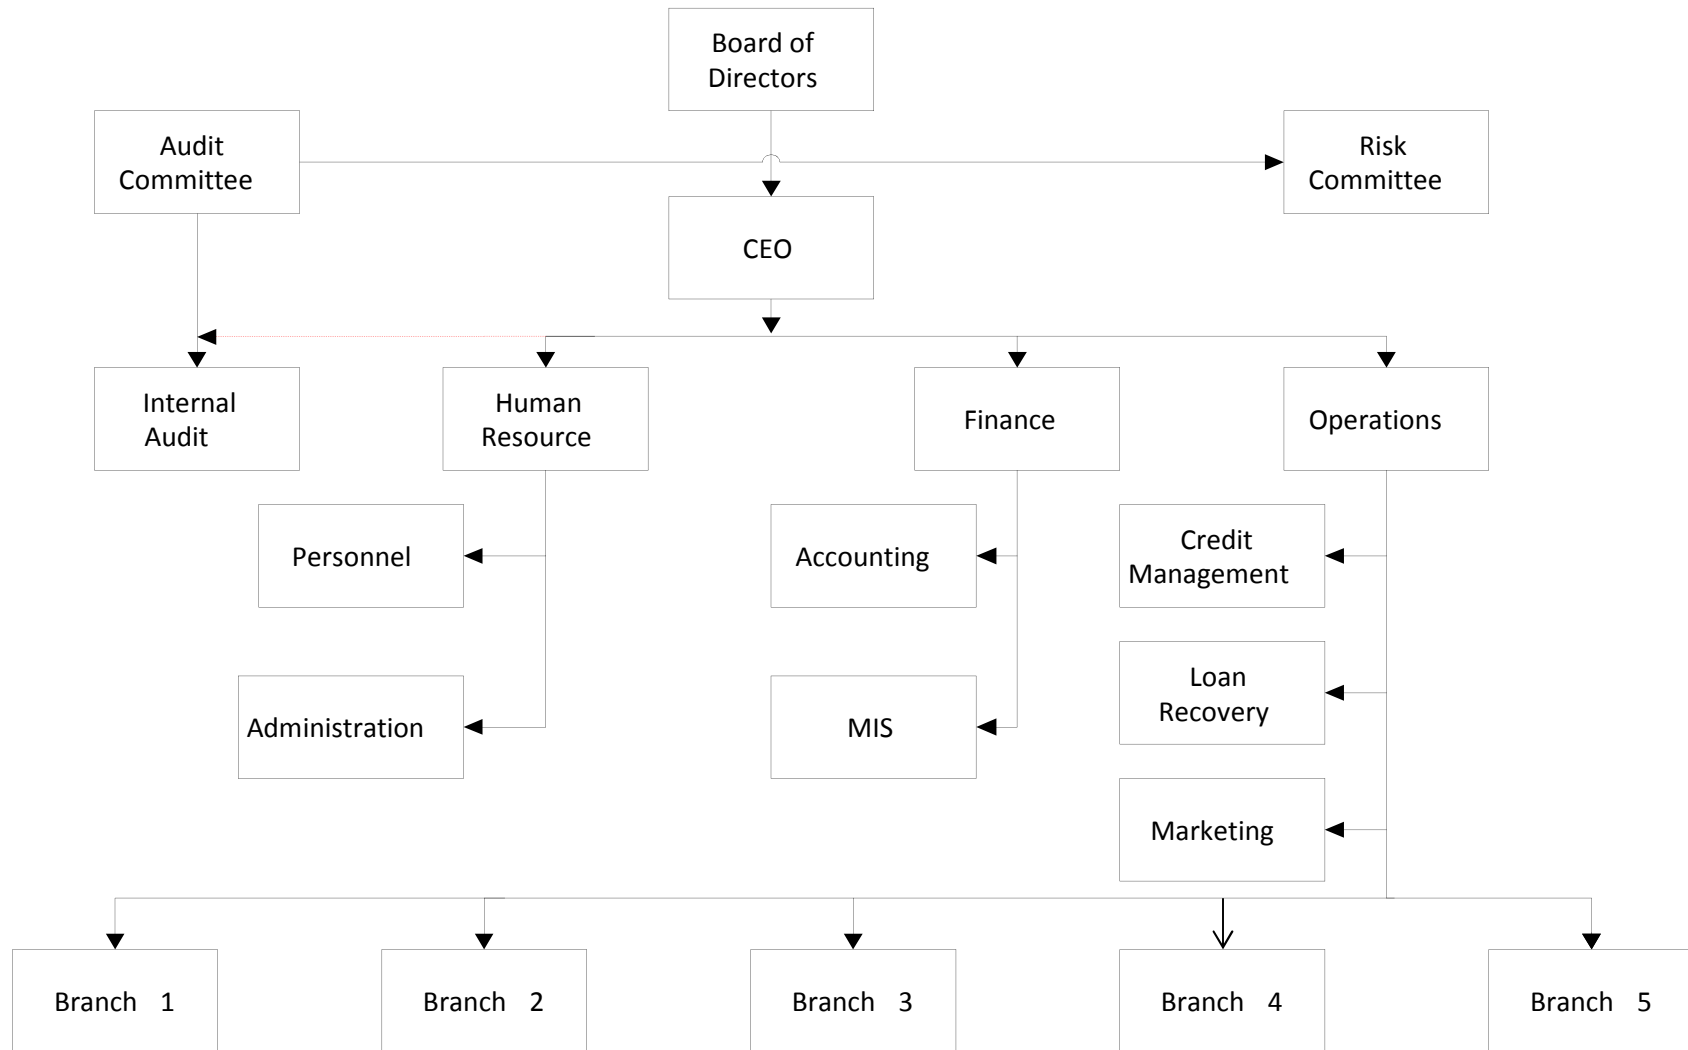 Board of
Directors
Audit
Committee
Risk
Committee
CEO
Internal
Audit
Human
Resource
Finance
Operations
Personnel
Accounting
Credit
Management
Loan
Recovery
Administration
MIS
Marketing
Branch 1
Branch 2
Branch 3
Branch 4
Branch 5